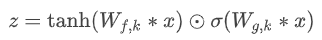 z = tanh(W_{f,k} * x) ⊙ σ(W_{g,k} * x)